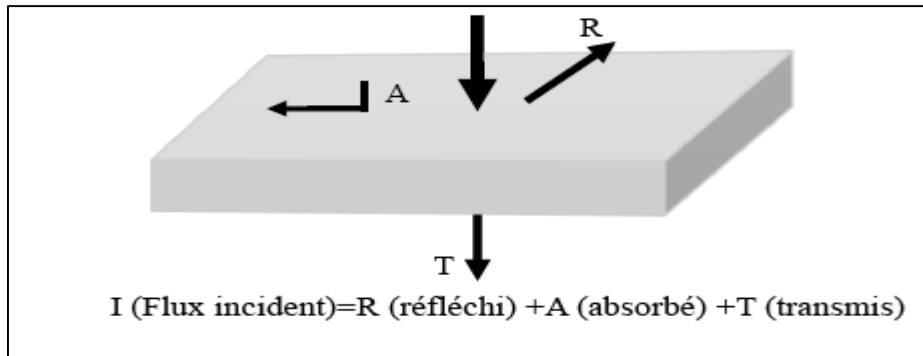 R
A
T
I (Flux incident)=R (réfléchi) +A (absorbé) +T (transmis)